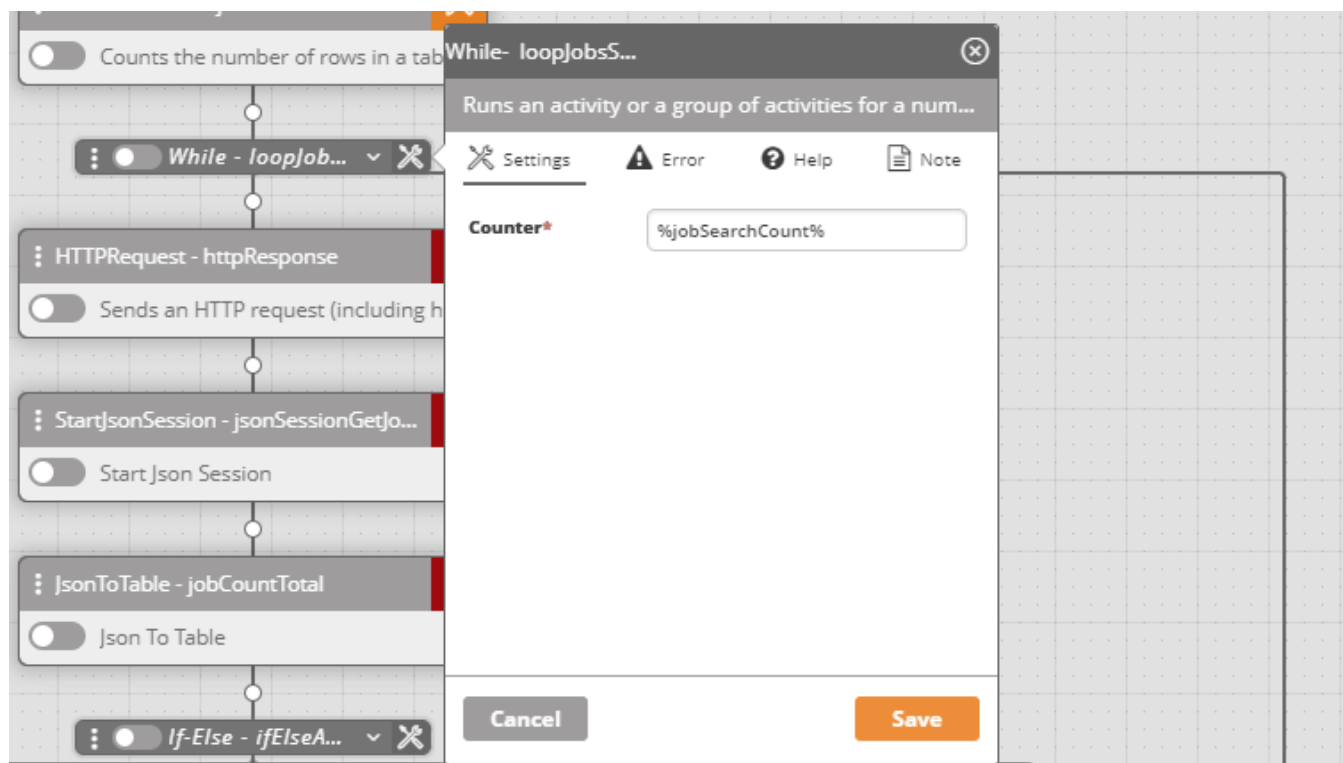 Counts the number of rows in a tab
While - loopJob...
HTTPRequest - httpResponse
Sends an HTTP request (including h
StartJsonSession - jsonSessionGetJo...
Start Json Session
JsonToTable - jobCountTotal
Json To Table
If-Else - ifElseA...
While- loopJobsS...
Runs an activity or a group of activities for a num...
Settings Error Help Note
Counter*
%jobSearchCount%
Cancel Save